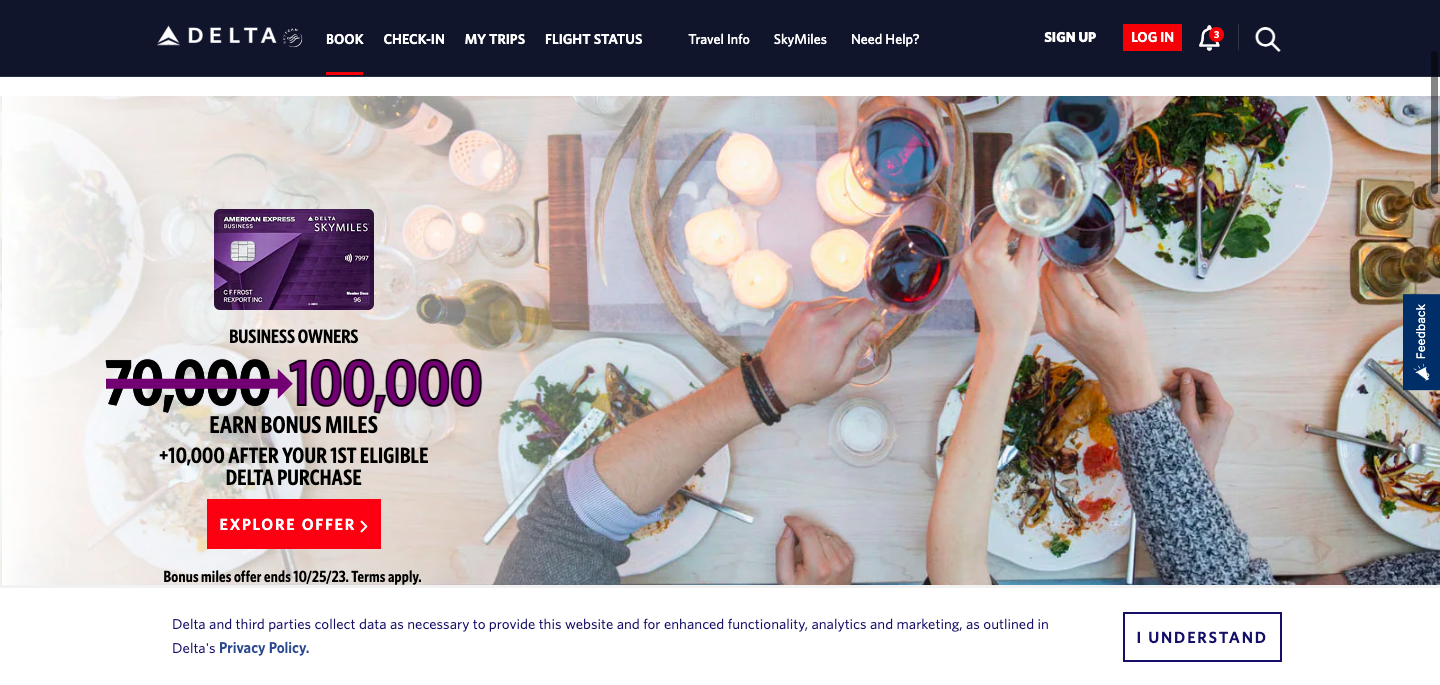 DELTA
BOOK
CHECK-IN
MY TRIPS
FLIGHT STATUS
Travel Info
SkyMiles
Need Help?
SIGN UP
LOG IN
3
AMERICAN EXPRESS
BUSINESS
DELTA
SKYMILES
7997
C F FROST
REXPORT INC
Member Since
96
BUSINESS OWNERS
70,000 100,000
EARN BONUS MILES
+10,000 AFTER YOUR 1ST ELIGIBLE
DELTA PURCHASE
EXPLORE OFFER
Bonus miles offer ends 10/25/23. Terms apply.
Feedback
Delta and third parties collect data as necessary to provide this website and for enhanced functionality, analytics and marketing, as outlined in
Delta's Privacy Policy.
I UNDERSTAND